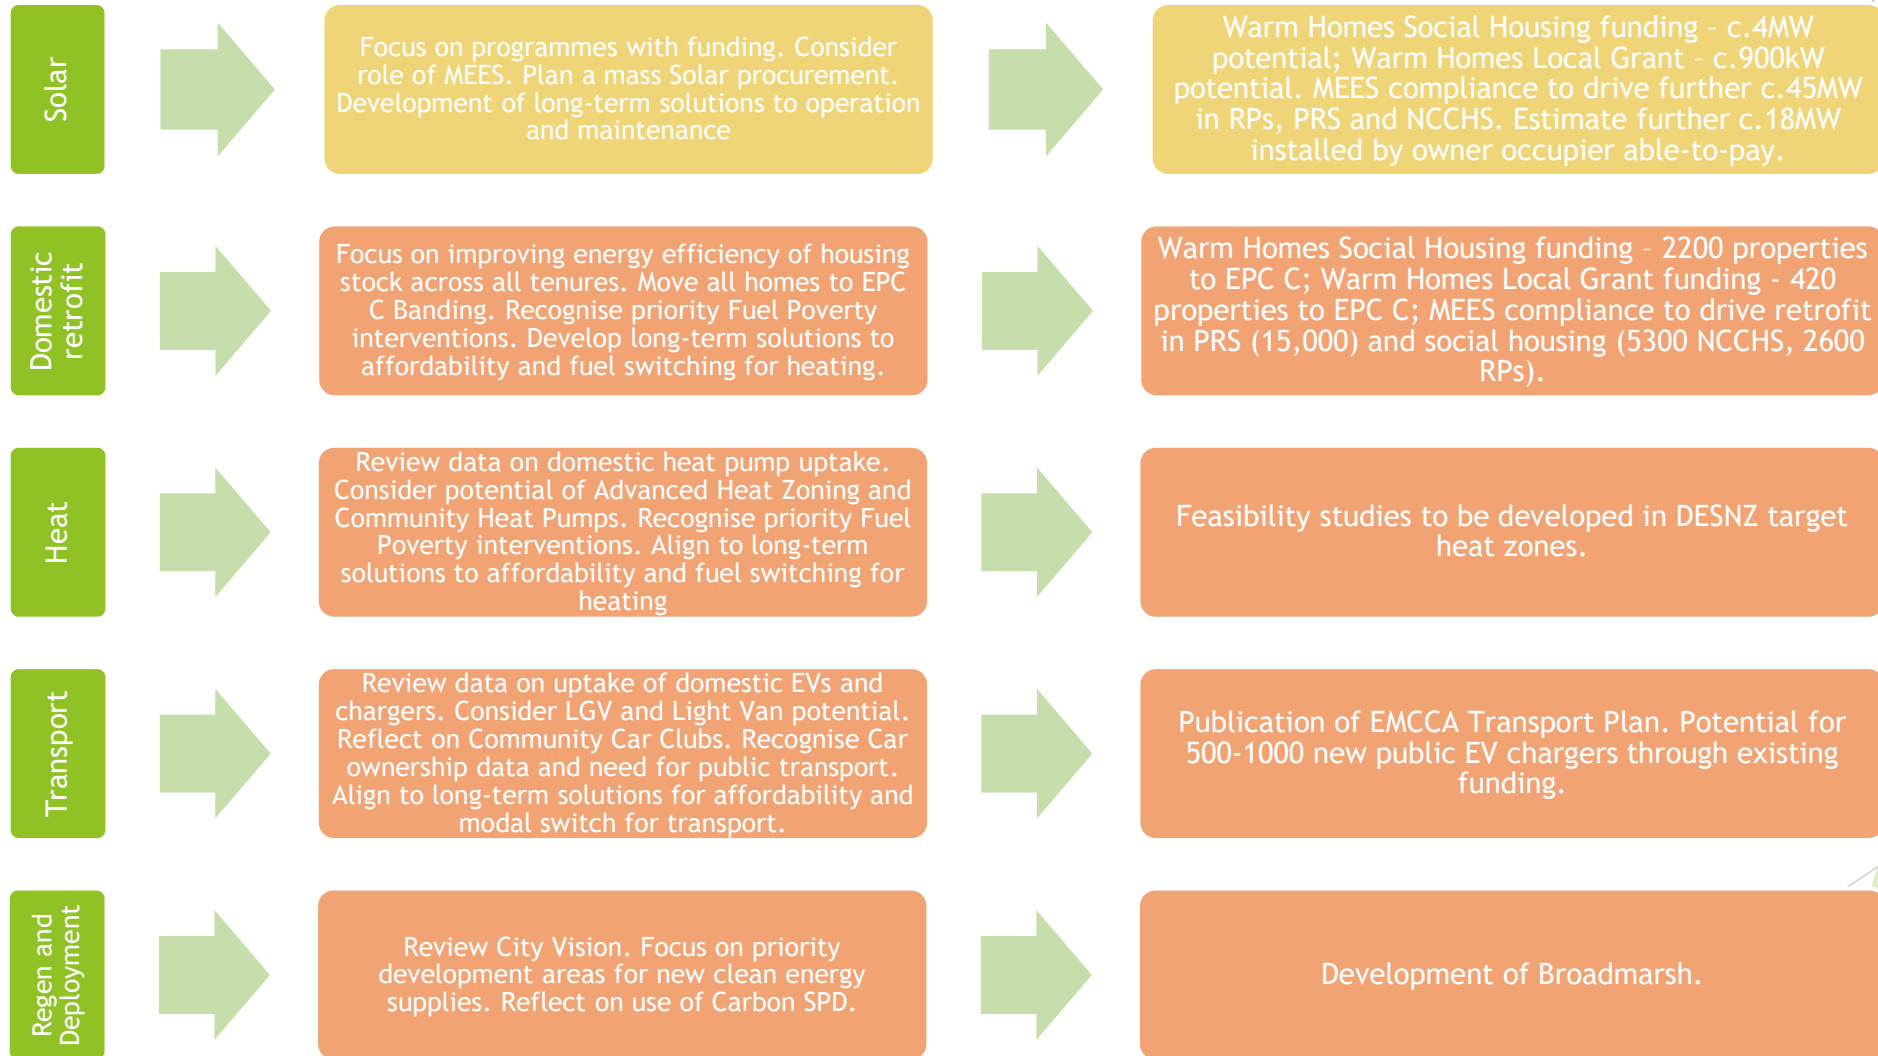 Solar
Focus on programmes with funding. Consider
role of MEES. Plan a mass Solar procurement.
Development of long-term solutions to operation
and maintenance
Warm Homes Social Housing funding – c.4MW
potential; Warm Homes Local Grant – c.900kW
potential. MEES compliance to drive further c.45MW
in RPs, PRS and NCCHS. Estimate further c.18MW
installed by owner occupier able-to-pay.
Domestic
retrofit
Focus on improving energy efficiency of housing
stock across all tenures. Move all homes to EPC
C Banding. Recognise priority Fuel Poverty
interventions. Develop long-term solutions to
affordability and fuel switching for heating.
Warm Homes Social Housing funding – 2200 properties
to EPC C; Warm Homes Local Grant funding - 420
properties to EPC C; MEES compliance to drive retrofit
in PRS (15,000) and social housing (5300 NCCHS, 2600
RPs).
Heat
Review data on domestic heat pump uptake.
Consider potential of Advanced Heat Zoning and
Community Heat Pumps. Recognise priority Fuel
Poverty interventions. Align to long-term
solutions to affordability and fuel switching for
heating
Feasibility studies to be developed in DESNZ target
heat zones.
Transport
Review data on uptake of domestic EVs and
chargers. Consider LGV and Light Van potential.
Reflect on Community Car Clubs. Recognise Car
ownership data and need for public transport.
Align to long-term solutions for affordability and
modal switch for transport.
Publication of EMCCA Transport Plan. Potential for
500-1000 new public EV chargers through existing
funding.
Regen and
Deployment
Review City Vision. Focus on priority
development areas for new clean energy
supplies. Reflect on use of Carbon SPD.
Development of Broadmarsh.